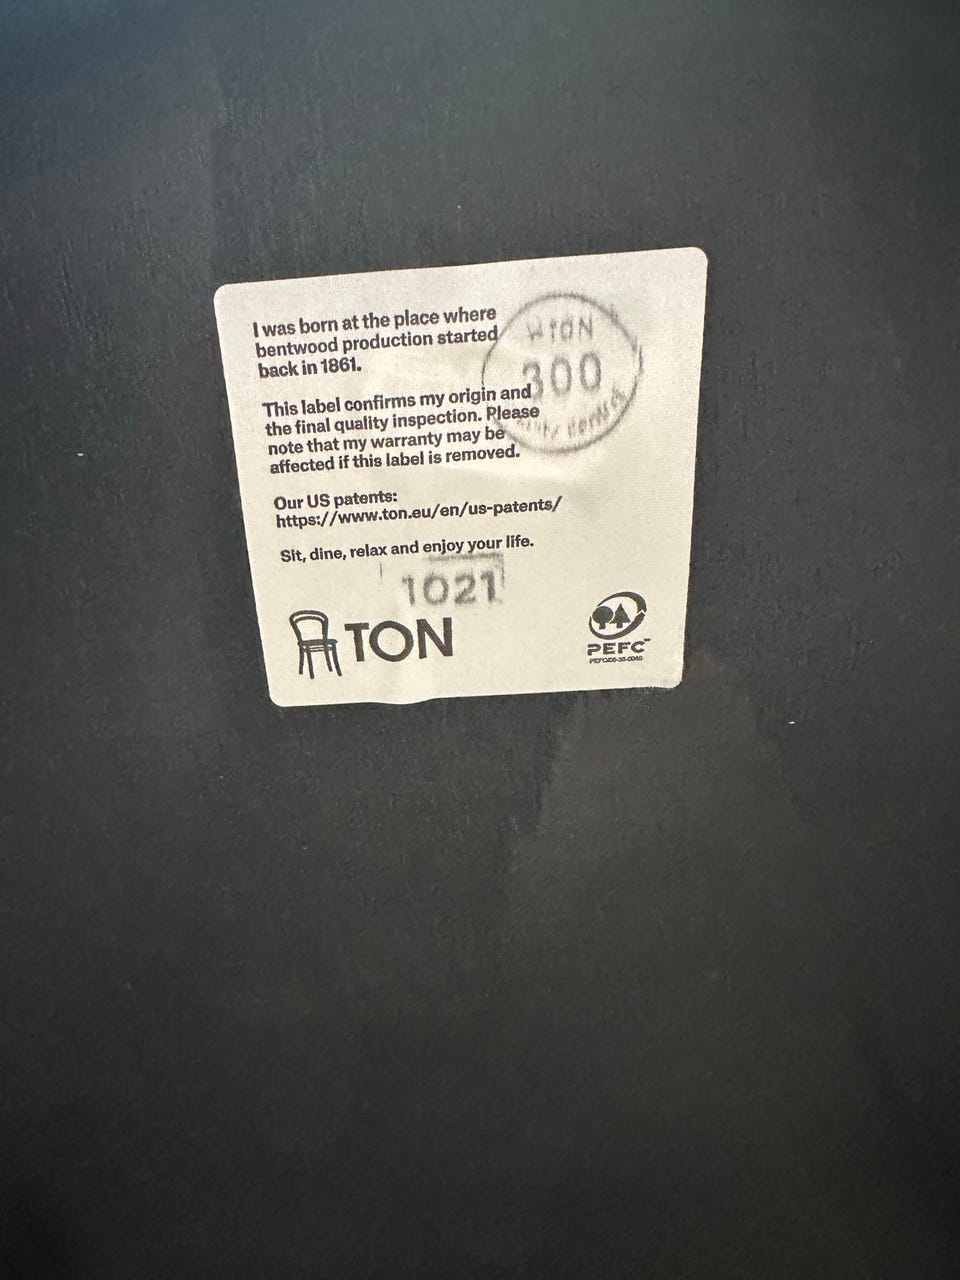 I was born at the place where
bentwood production started
back in 1861.
This label confirms my origin and
the final quality inspection. Please
note that my warranty may be
affected if this label is removed.
Our US patents:
https://www.ton.eu/en/us-patents/
Sit, dine, relax and enjoy your life.
TON
300
1021
TON
PEFC